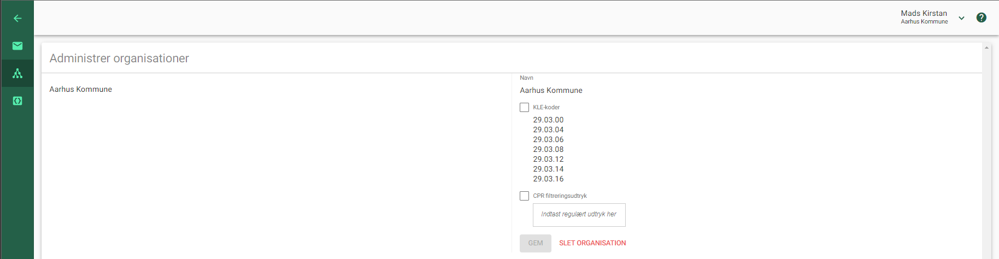 Mads Kirstan
Aarhus Kommune
Administrer organisationer
Aarhus Kommune
Navn
Aarhus Kommune
KLE-koder
29.03.00
29.03.04
29.03.06
29.03.08
29.03.12
29.03.14
29.03.16
CPR filtreringsudtryk
Indtast regulært udtryk her
GEM
SLET ORGANISATION